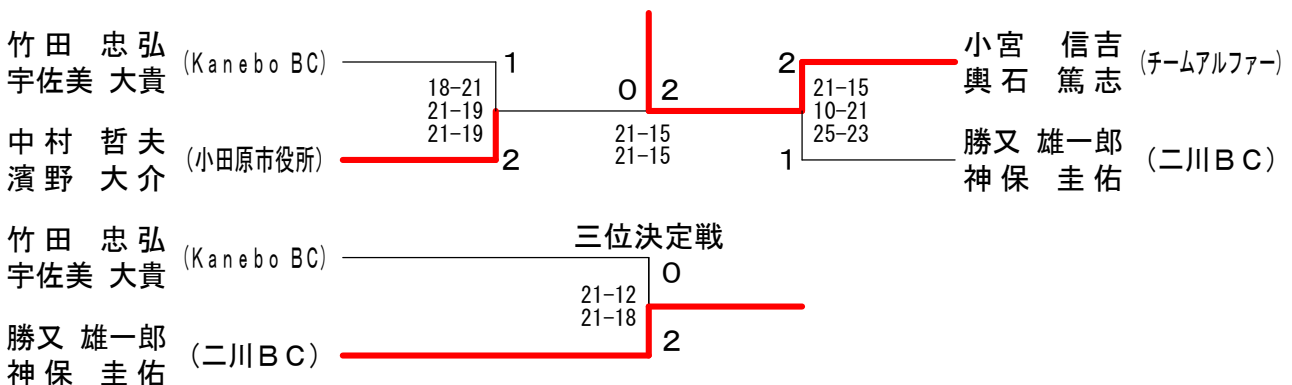 竹田 忠弘
宇佐美 大貴
(Kanebo BC)
1
18-21
21-19
21-19
中村 哲夫
濱野 大介
(小田原市役所)
2
0 2
21-15
21-15
2
小宮 信吉
輿石 篤志
(チームアルファー)
21-15
10-21
25-23
1
勝又 雄一郎
神保 圭佑
(二川BC)
竹田 忠弘
宇佐美 大貴
(Kanebo BC)
三位決定戦
0
21-12
21-18
勝又 雄一郎
神保 圭佑
(二川BC)
2